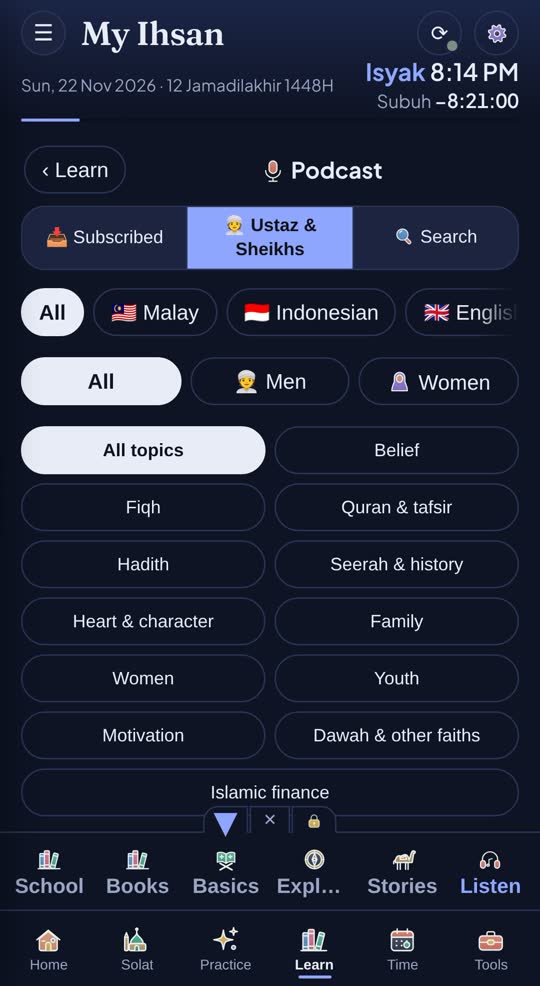 My Ihsan
Isyak 8:14 PM
Sun, 22 Nov 2026 · 12 Jamadilakhir 1448H
Subuh −8:21:00
‹ Learn
Podcast
Subscribed
Ustaz &
Sheikhs
Search
All
Malay
Indonesian
Englis
All
Men
Women
All topics
Belief
Fiqh
Quran & tafsir
Hadith
Seerah & history
Heart & character
Family
Women
Youth
Motivation
Dawah & other faiths
Islamic finance
School
Books
Basics
Expl...
Stories
Listen
Home
Solat
Practice
Learn
Time
Tools